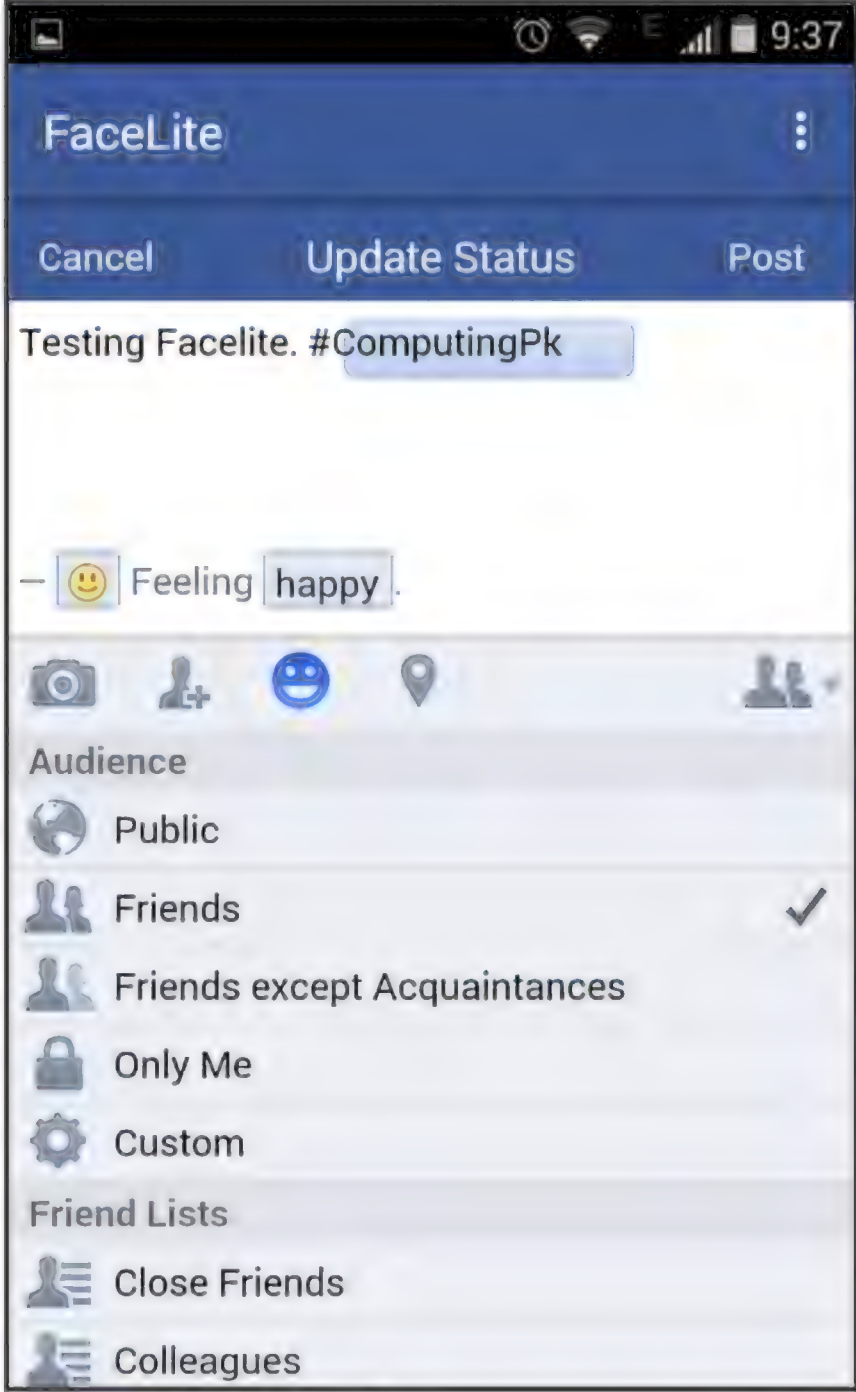 E 9:37
FaceLite
Cancel Update Status Post
Testing Facelite. #ComputingPk
– Feeling happy.
Audience
Public
Friends
Friends except Acquaintances
Only Me
Custom
Friend Lists
Close Friends
Colleagues